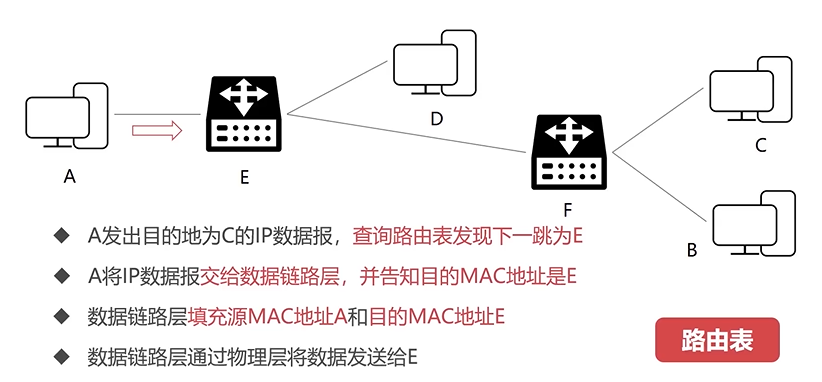 D
C
A
E
F
B
◆ A发出目的地为C的IP数据报，查询路由表发现下一跳为E
◆ A将IP数据报交给数据链路层，并告知目的MAC地址是E
◆ 数据链路层填充源MAC地址A和目的MAC地址E
◆ 数据链路层通过物理层将数据发送给E
路由表